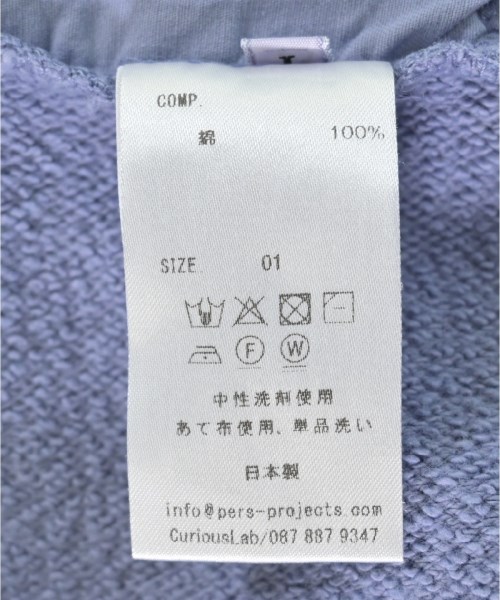 COMP.
綿 100%
SIZE. 01
F W
中性洗剤使用
あて布使用、単品洗い
日本製
info@pers-projects.com
CuriousLab/087 887 9347